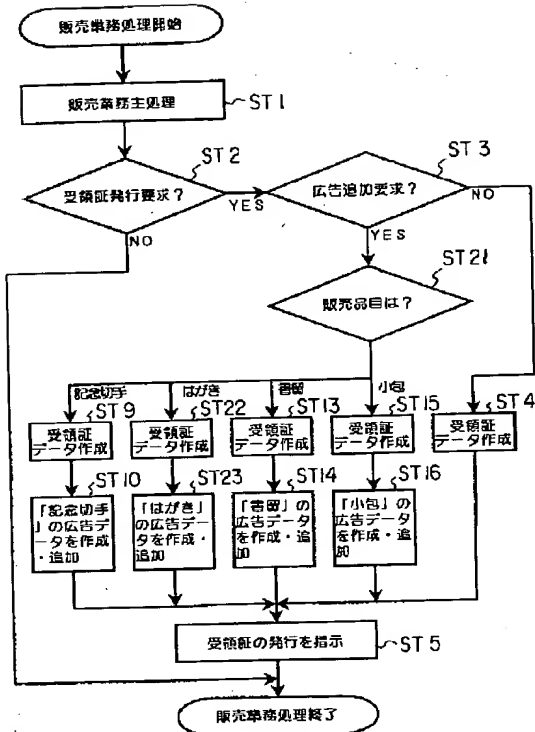 販売業務処理開始
販売業務主処理
ST1
受領証発行要求?
ST2
YES
NO
広告追加要求?
ST3
NO
YES
販売品目は?
ST21
記念切手
はがき
書留
小包
ST9
ST22
ST13
ST15
ST4
受領証
データ作成
受領証
データ作成
受領証
データ作成
受領証
データ作成
受領証
データ作成
ST10
ST23
ST14
ST16
「記念切手
」の広告デー
タを作成
・追加
「はがき」
の広告デー
タを作成・
追加
「書留」の
広告データ
を作成・追
加
「小包」の
広告データ
を作成・追
加
受領証の発行を指示
ST5
販売業務処理終了